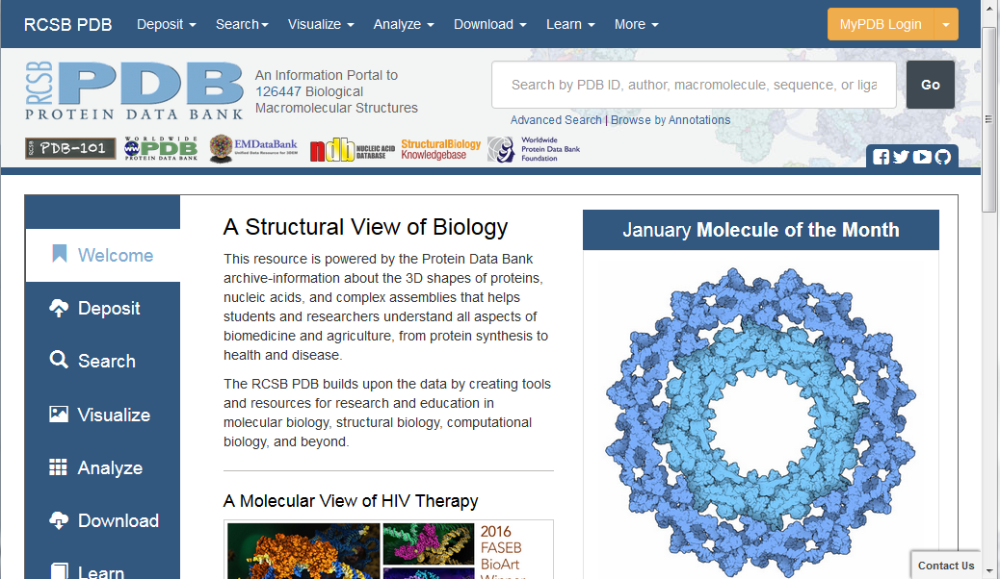 RCSB PDB Deposit Search Visualize Analyze Download Learn More MyPDB Login
RCSB PDB
PROTEIN DATA BANK
An Information Portal to
126447 Biological
Macromolecular Structures
Search by PDB ID, author, macromolecule, sequence, or liga
Go
Advanced Search | Browse by Annotations
PDB-101
WORLDWIDE
PDB
PROTEIN DATA BANK
EMDataBank
Unified Data Resource for 3DEM
ndb NUCLEIC ACID
DATABASE
StructuralBiology
Knowledgebase
Worldwide
Protein Data Bank
Foundation
Welcome
Deposit
Search
Visualize
Analyze
Download
Learn
A Structural View of Biology
This resource is powered by the Protein Data Bank
archive-information about the 3D shapes of proteins,
nucleic acids, and complex assemblies that helps
students and researchers understand all aspects of
biomedicine and agriculture, from protein synthesis to
health and disease.
The RCSB PDB builds upon the data by creating tools
and resources for research and education in
molecular biology, structural biology, computational
biology, and beyond.
A Molecular View of HIV Therapy
2016
FASEB
BioArt
January Molecule of the Month
Contact Us